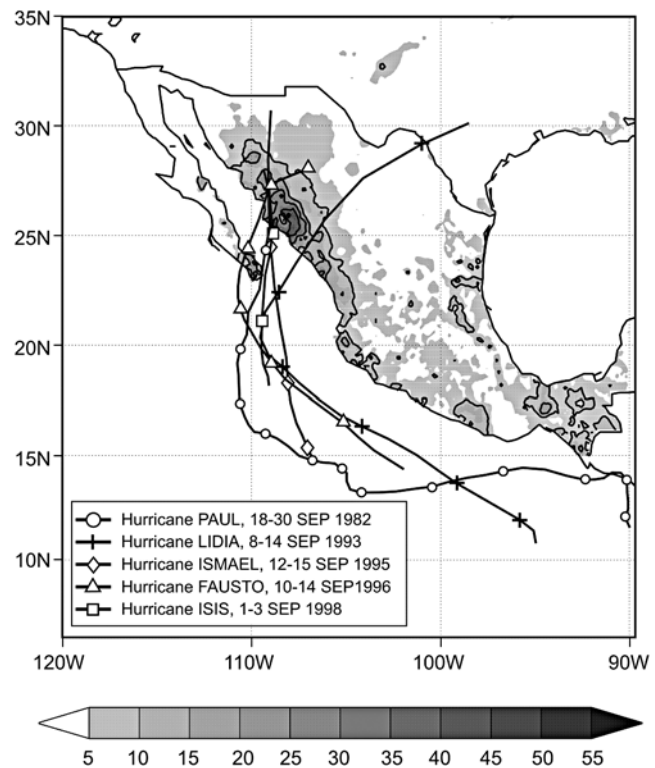 35N
30N
25N
20N
15N
10N
Hurricane PAUL, 18-30 SEP 1982
Hurricane LIDIA, 8-14 SEP 1993
Hurricane ISMAEL, 12-15 SEP 1995
Hurricane FAUSTO, 10-14 SEP1996
Hurricane ISIS, 1-3 SEP 1998
120W 110W 100W 90W
5 10 15 20 25 30 35 40 45 50 55